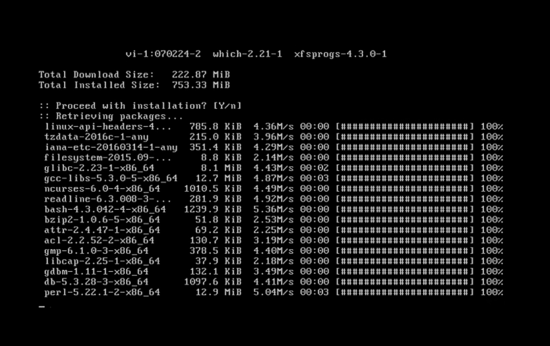 vi-1:070224-2  which-2.21-1  xfsprogs-4.3.0-1
Total Download Size:   222.87 MiB
Total Installed Size:  753.33 MiB
:: Proceed with installation? [Y/n]
:: Retrieving packages...
linux-api-headers-4...   785.8 KiB  4.36M/s 00:00 [######################] 100%
tzdata-2016c-1-any       215.0 KiB  3.96M/s 00:00 [######################] 100%
iana-etc-20160314-1-any  351.4 KiB  4.29M/s 00:00 [######################] 100%
filesystem-2015.09-...     8.8 KiB  2.14M/s 00:00 [######################] 100%
glibc-2.23-1-x86_64        8.1 MiB  4.43M/s 00:02 [######################] 100%
gcc-libs-5.3.0-5-x86_64   12.7 MiB  4.87M/s 00:03 [######################] 100%
ncurses-6.0-4-x86_64    1010.5 KiB  4.49M/s 00:00 [######################] 100%
readline-6.3.008-3-...   281.9 KiB  4.92M/s 00:00 [######################] 100%
bash-4.3.042-4-x86_64   1239.9 KiB  5.36M/s 00:00 [######################] 100%
bzip2-1.0.6-5-x86_64      51.8 KiB  2.53M/s 00:00 [######################] 100%
attr-2.4.47-1-x86_64      69.2 KiB  2.25M/s 00:00 [######################] 100%
acl-2.2.52-2-x86_64      130.7 KiB  3.19M/s 00:00 [######################] 100%
gmp-6.1.0-3-x86_64       378.5 KiB  4.40M/s 00:00 [######################] 100%
libcap-2.25-1-x86_64      37.9 KiB  2.18M/s 00:00 [######################] 100%
gdbm-1.11-1-x86_64       132.1 KiB  3.49M/s 00:00 [######################] 100%
db-5.3.28-3-x86_64      1097.6 KiB  4.41M/s 00:00 [######################] 100%
perl-5.22.1-2-x86_64      12.9 MiB  5.04M/s 00:03 [######################] 100%